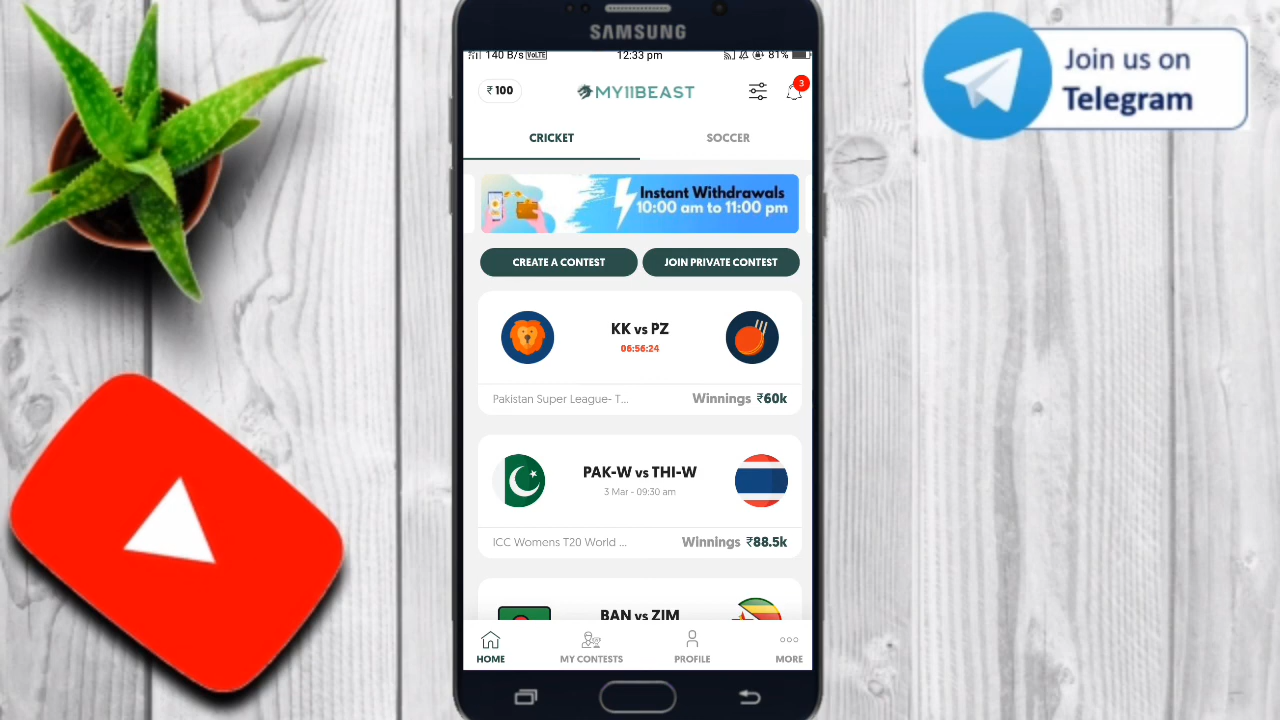 SAMSUNG
140 B/s VoLTE 12:33 pm 81%
₹ 100 MY11BEAST 3
CRICKET SOCCER
Instant Withdrawals
10:00 am to 11:00 pm
CREATE A CONTEST JOIN PRIVATE CONTEST
KK vs PZ
06:56:24
Pakistan Super League- T... Winnings ₹60k
PAK-W vs THI-W
3 Mar - 09:30 am
ICC Womens T20 World ... Winnings ₹88.5k
BAN vs ZIM
HOME MY CONTESTS PROFILE MORE
Join us on
Telegram